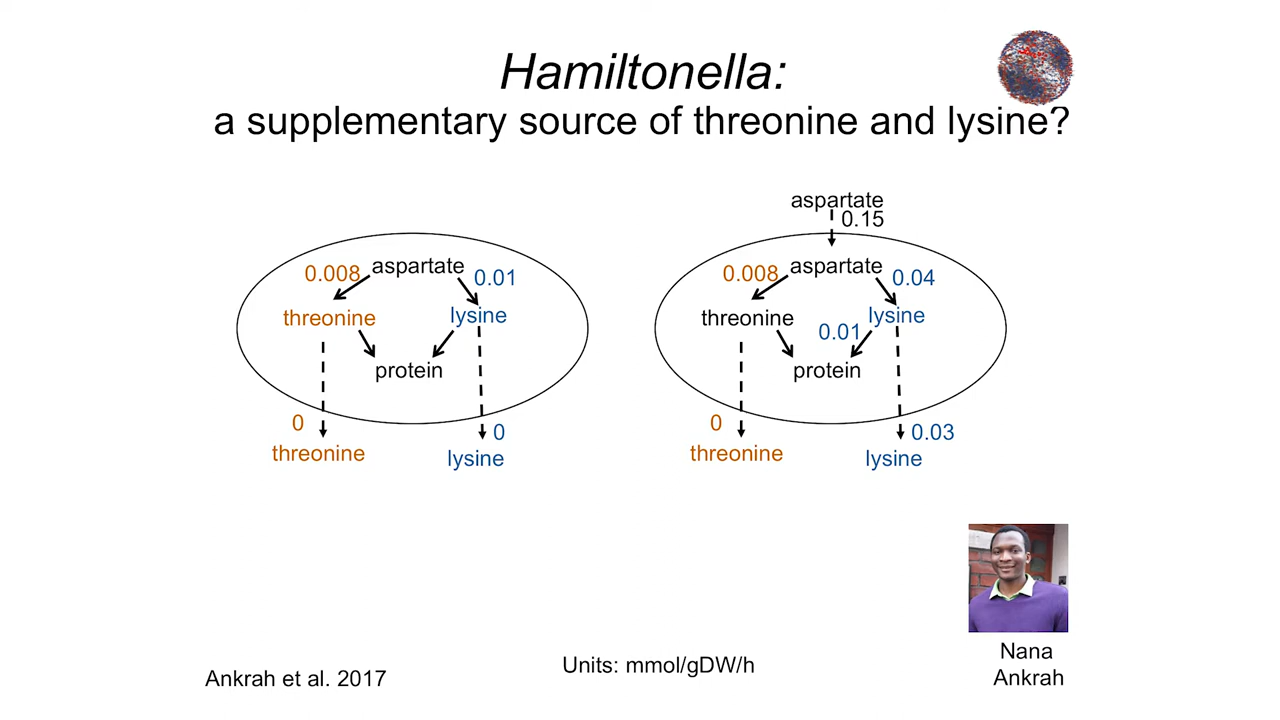 Hamiltonella:
a supplementary source of threonine and lysine?
0.008
aspartate
0.01
threonine
lysine
protein
0
threonine
0
lysine
aspartate
0.15
0.008
aspartate
0.04
threonine
lysine
0.01
protein
0
threonine
0.03
lysine
Nana
Ankrah
Units: mmol/gDW/h
Ankrah et al. 2017